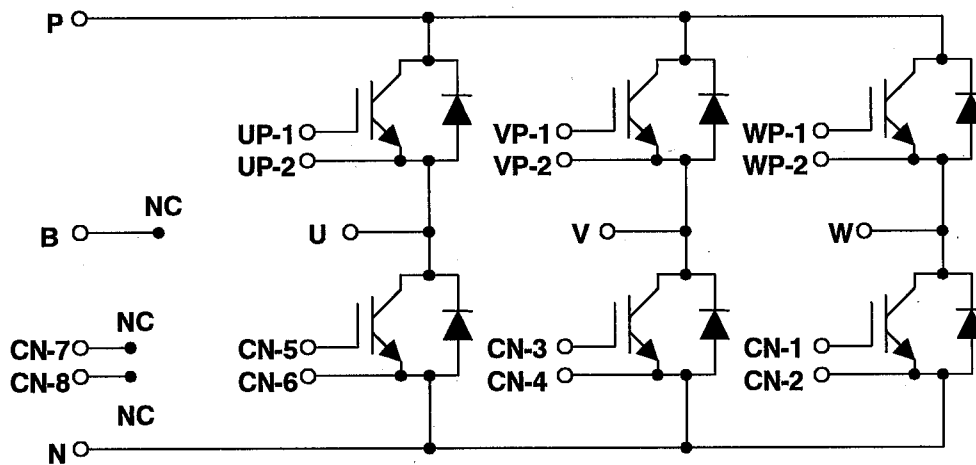 P
UP-1
VP-1
WP-1
UP-2
VP-2
WP-2
NC
B
U
V
W
NC
CN-7
CN-5
CN-3
CN-1
CN-8
CN-6
CN-4
CN-2
NC
N